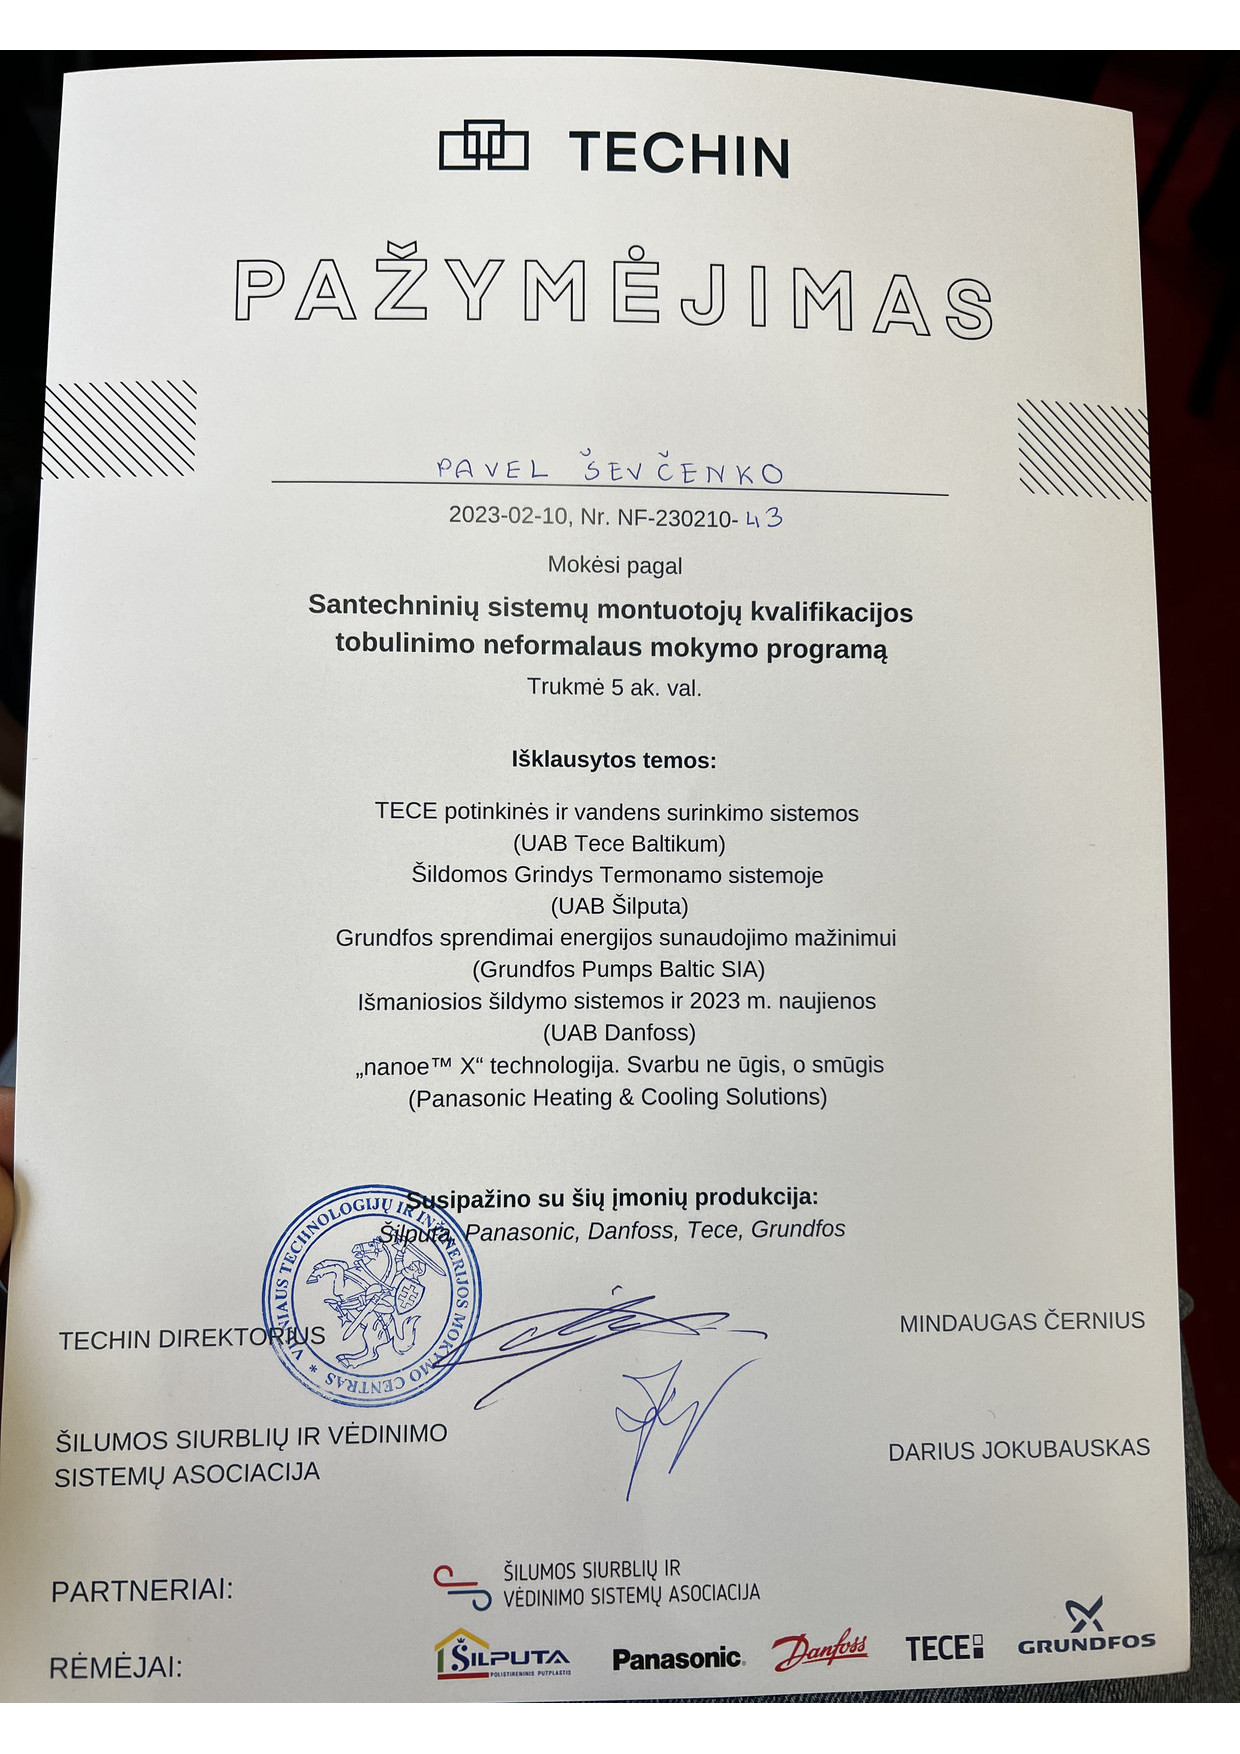 TECHIN
PAŽYMĖJIMAS
PAVEL ŠEVČENKO
2023-02-10, Nr. NF-230210-43
Mokėsi pagal
Santechninių sistemų montuotojų kvalifikacijos
tobulinimo neformalaus mokymo programą
Trukmė 5 ak. val.
Išklausytos temos:
TECE potinkinės ir vandens surinkimo sistemos
(UAB Tece Baltikum)
Šildomos Grindys Termonamo sistemoje
(UAB Šilputa)
Grundfos sprendimai energijos sunaudojimo mažinimui
(Grundfos Pumps Baltic SIA)
Išmaniosios šildymo sistemos ir 2023 m. naujienos
(UAB Danfoss)
„nanoe™ X“ technologija. Svarbu ne ūgis, o smūgis
(Panasonic Heating & Cooling Solutions)
Susipažino su šių įmonių produkcija:
Šilputa, Panasonic, Danfoss, Tece, Grundfos
VILNIAUS TECHNOLOGIJŲ IR INŽINERIJOS MOKYMO CENTRAS *
TECHIN DIREKTORIUS
MINDAUGAS ČERNIUS
ŠILUMOS SIURBLIŲ IR VĖDINIMO
SISTEMŲ ASOCIACIJA
DARIUS JOKUBAUSKAS
PARTNERIAI:
ŠILUMOS SIURBLIŲ IR
VĖDINIMO SISTEMŲ ASOCIACIJA
RĖMĖJAI:
ŠILPUTA
POLISTIRENINIS PUTPLASTIS
Panasonic
Danfoss
TECE
GRUNDFOS